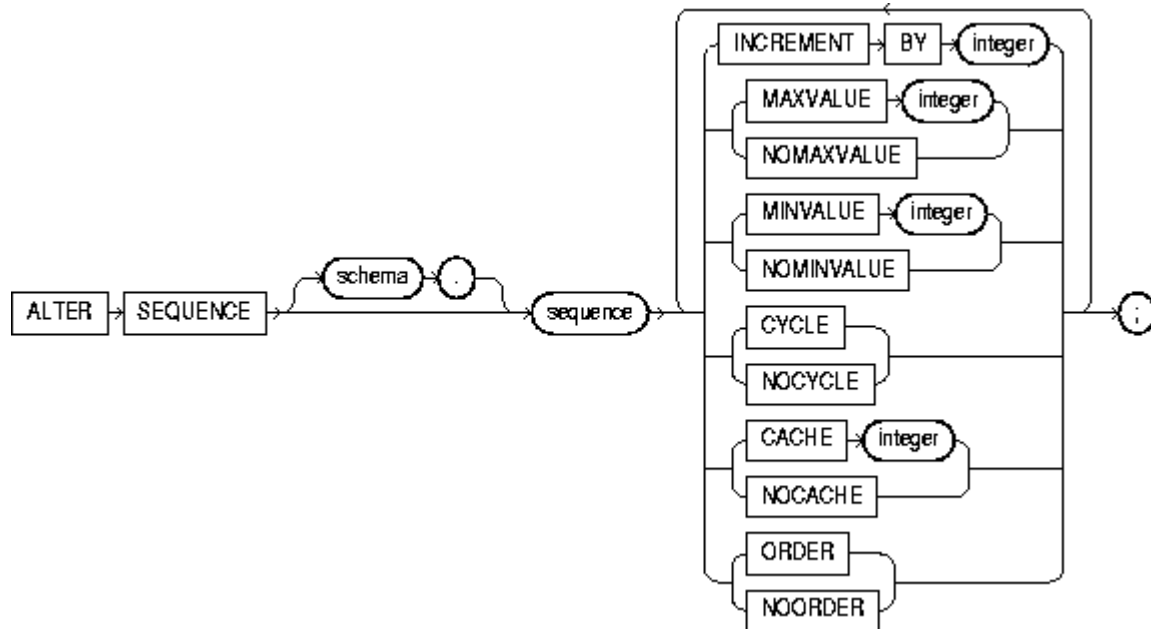 INCREMENT BY integer
MAXVALUE integer
NOMAXVALUE
MINVALUE integer
NOMINVALUE
schema .
ALTER SEQUENCE sequence ;
CYCLE
NOCYCLE
CACHE integer
NOCACHE
ORDER
NOORDER